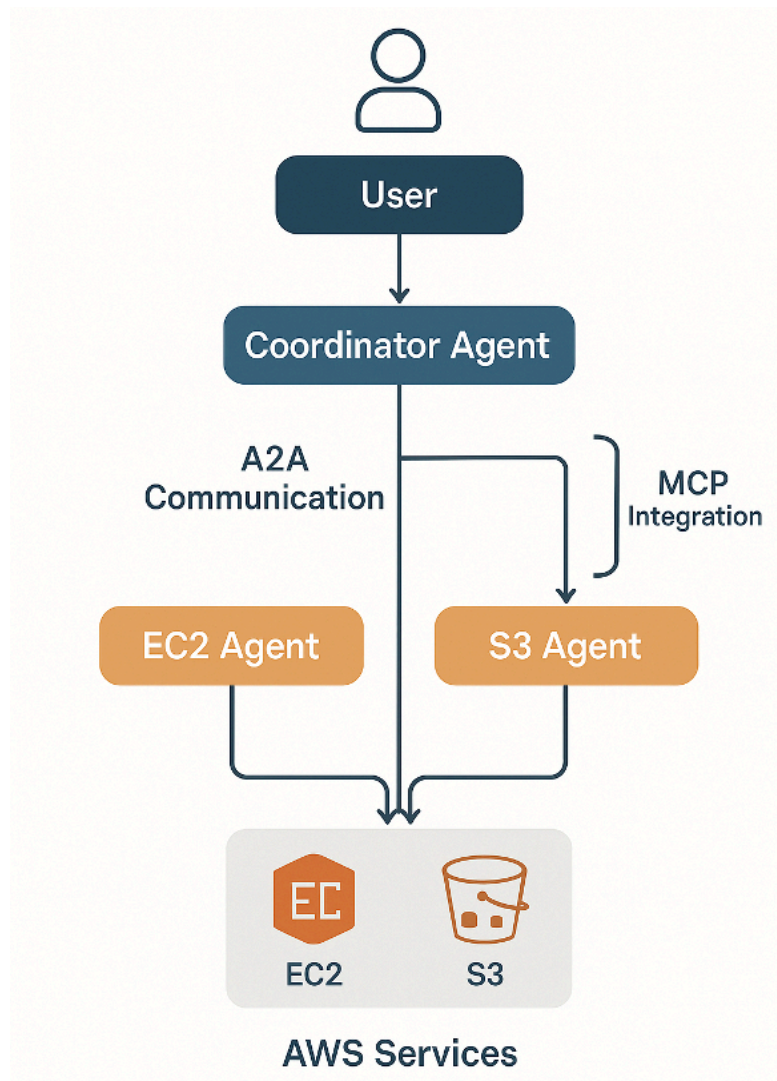 User
Coordinator Agent
A2A
Communication
MCP
Integration
EC2 Agent
S3 Agent
EC
EC2
S3
AWS Services